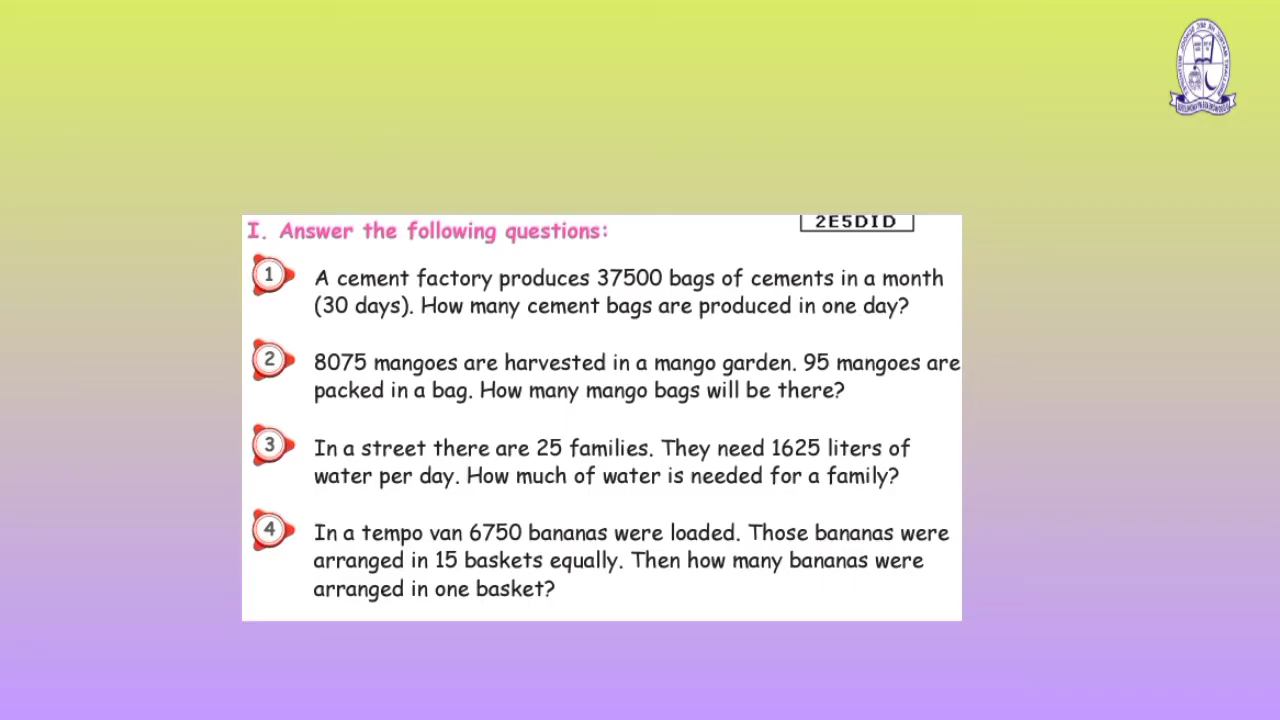 2E5DID
I. Answer the following questions:
1
A cement factory produces 37500 bags of cements in a month
(30 days). How many cement bags are produced in one day?
2
8075 mangoes are harvested in a mango garden. 95 mangoes are
packed in a bag. How many mango bags will be there?
3
In a street there are 25 families. They need 1625 liters of
water per day. How much of water is needed for a family?
4
In a tempo van 6750 bananas were loaded. Those bananas were
arranged in 15 baskets equally. Then how many bananas were
arranged in one basket?